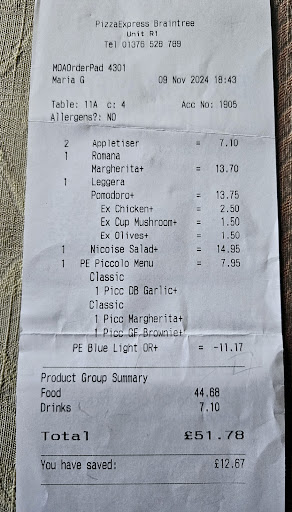 PizzaExpress Braintree
Unit R1
Tel 01376 526 789
MOAOrderPad 4301
Maria G 09 Nov 2024 18:43
Table: 11A c: 4 Acc No: 1905
Allergens?: NO
2 Appletiser = 7.10
1 Romana
Margherita+ = 13.70
1 Leggera
Pomodoro+ = 13.75
Ex Chicken+ = 2.50
Ex Cup Mushroom+ = 1.50
Ex Olives+ = 1.50
1 Nicoise Salad+ = 14.95
1 PE Piccolo Menu = 7.95
Classic
1 Picc DB Garlic+
Classic
1 Picc Margherita+
1 Picc GF Brownie+
PE Blue Light OR+ = -11.17
Product Group Summary
Food 44.68
Drinks 7.10
Total £51.78
You have saved: £12.67